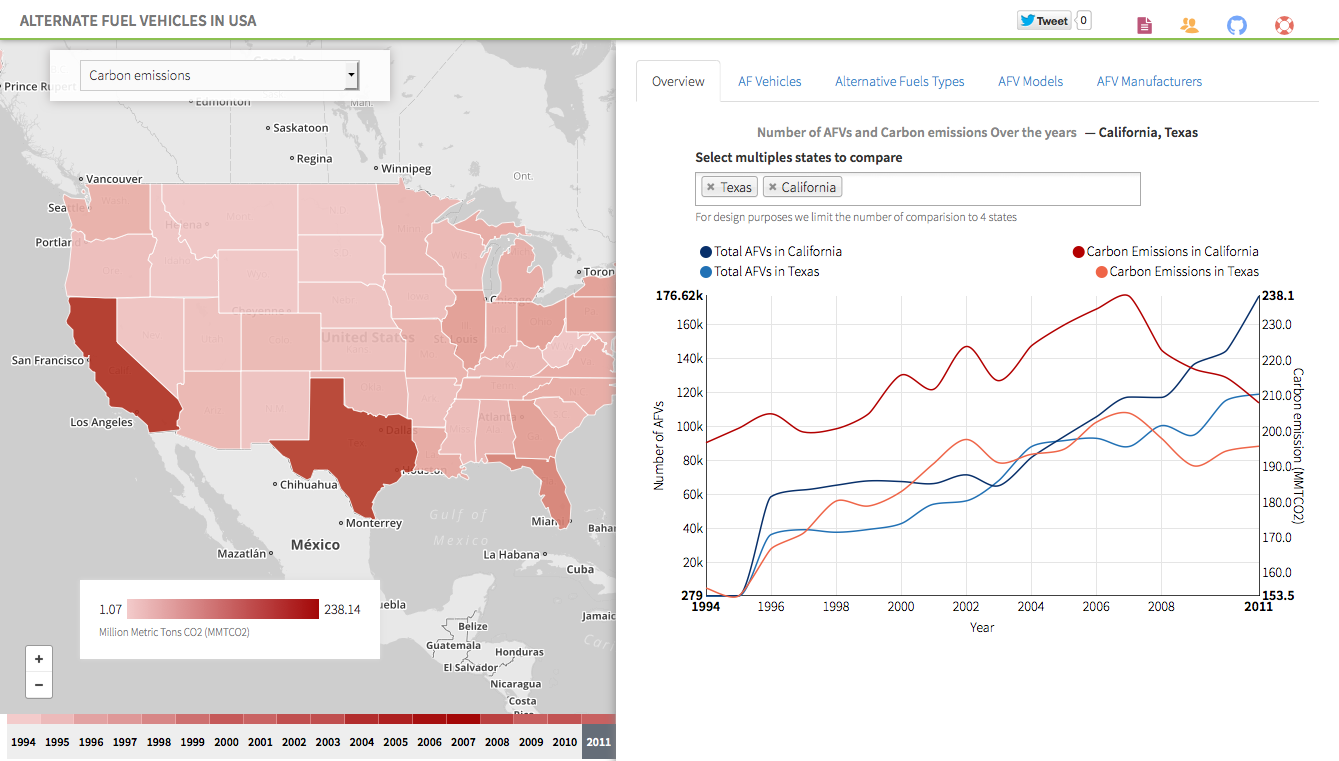 ALTERNATE FUEL VEHICLES IN USA
Tweet 0
Carbon emissions
Prince Rupert
Edmonton
Saskatoon
Regina
Winnipeg
Vancouver
Ont.
Seattle
Portland
Toron
Helena
Cheyenne
Chicago
United States
St. Louis
San Francisco
Los Angeles
Atlanta
Dallas
Houston
Chihuahua
Monterrey
Gulf of
Mexico
Miami
Baham
México
Mazatlán
La Habana
Cuba
Puebla
Jamaic
Belize
Guatemala
Honduras
El Salvador
Nicaragua
Costa
Rica
1.07 238.14
Million Metric Tons CO2 (MMTCO2)
+
−
1994 1995 1996 1997 1998 1999 2000 2001 2002 2003 2004 2005 2006 2007 2008 2009 2010 2011
Overview AF Vehicles Alternative Fuels Types AFV Models AFV Manufacturers
Number of AFVs and Carbon emissions Over the years — California, Texas
Select multiples states to compare
× Texas × California
For design purposes we limit the number of comparision to 4 states
Total AFVs in California
Total AFVs in Texas
Carbon Emissions in California
Carbon Emissions in Texas
Number of AFVs
176.62k
160k
140k
120k
100k
80k
60k
40k
20k
279
238.1
230.0
220.0
210.0
200.0
190.0
180.0
170.0
160.0
153.5
Carbon emission (MMTCO2)
1994 1996 1998 2000 2002 2004 2006 2008 2011
Year